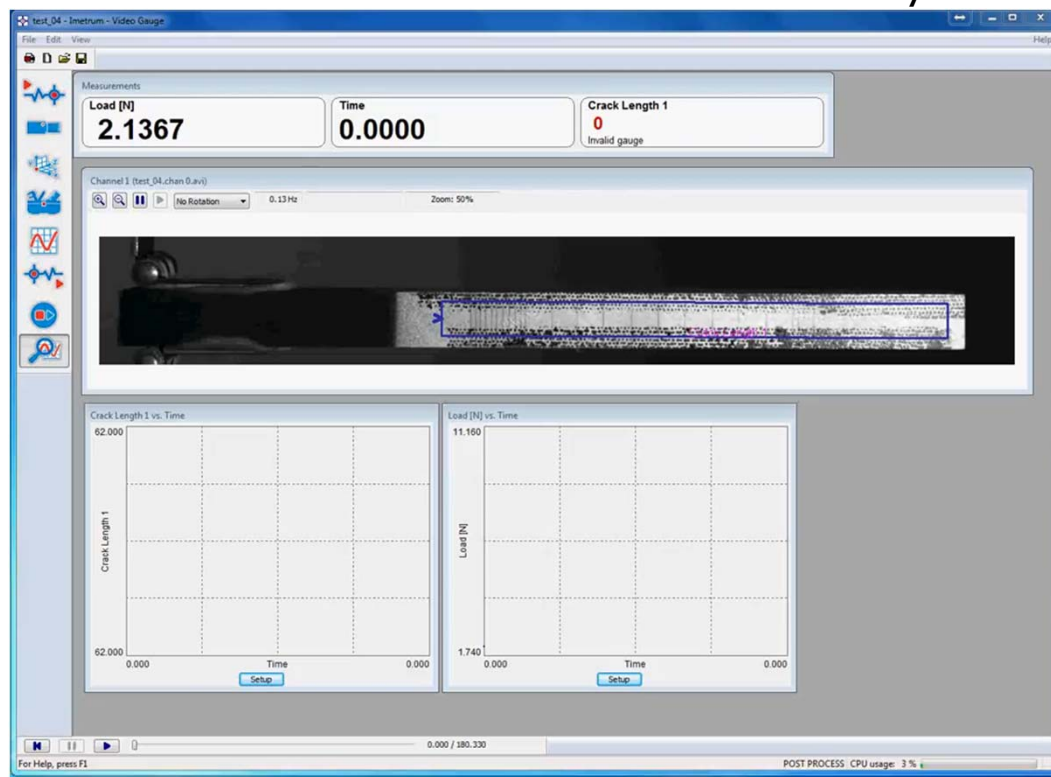 test_04 - Imetrum - Video Gauge
File Edit View Help
Measurements
Load [N]
2.1367
Time
0.0000
Crack Length 1
0
Invalid gauge
Channel 1 (test_04.chan 0.avi)
No Rotation 0.13 Hz Zoom: 50%
Crack Length 1 vs. Time
62.000
Crack Length 1
62.000
0.000 Time 0.000
Setup
Load [N] vs. Time
11.160
Load [N]
1.740
0.000 Time 0.000
Setup
0.000 / 180.330
For Help, press F1
POST PROCESS CPU usage: 3 %